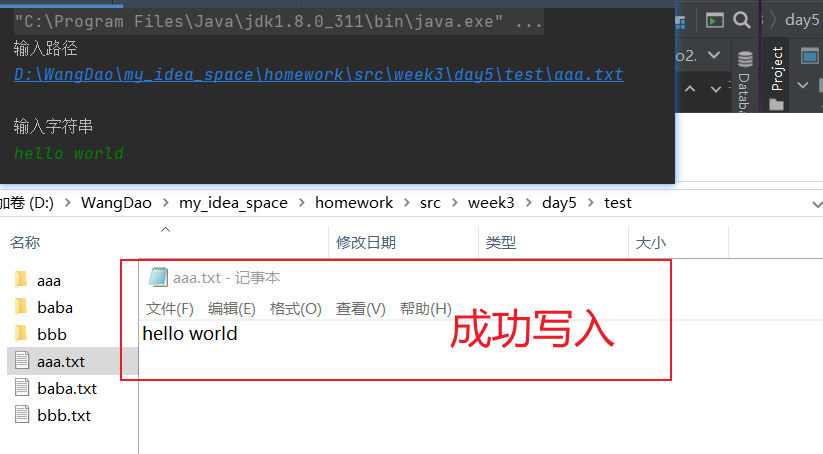 "C:\Program Files\Java\jdk1.8.0_311\bin\java.exe" ...
输入路径
D:\WangDao\my_idea_space\homework\src\week3\day5\test\aaa.txt
输入字符串
hello world
day5
o2.
Project
Datab
加卷 (D:) > WangDao > my_idea_space > homework > src > week3 > day5 > test
名称 修改日期 类型 大小
aaa
baba
bbb
aaa.txt
baba.txt
bbb.txt
aaa.txt - 记事本
文件(F) 编辑(E) 格式(O) 查看(V) 帮助(H)
hello world
成功写入